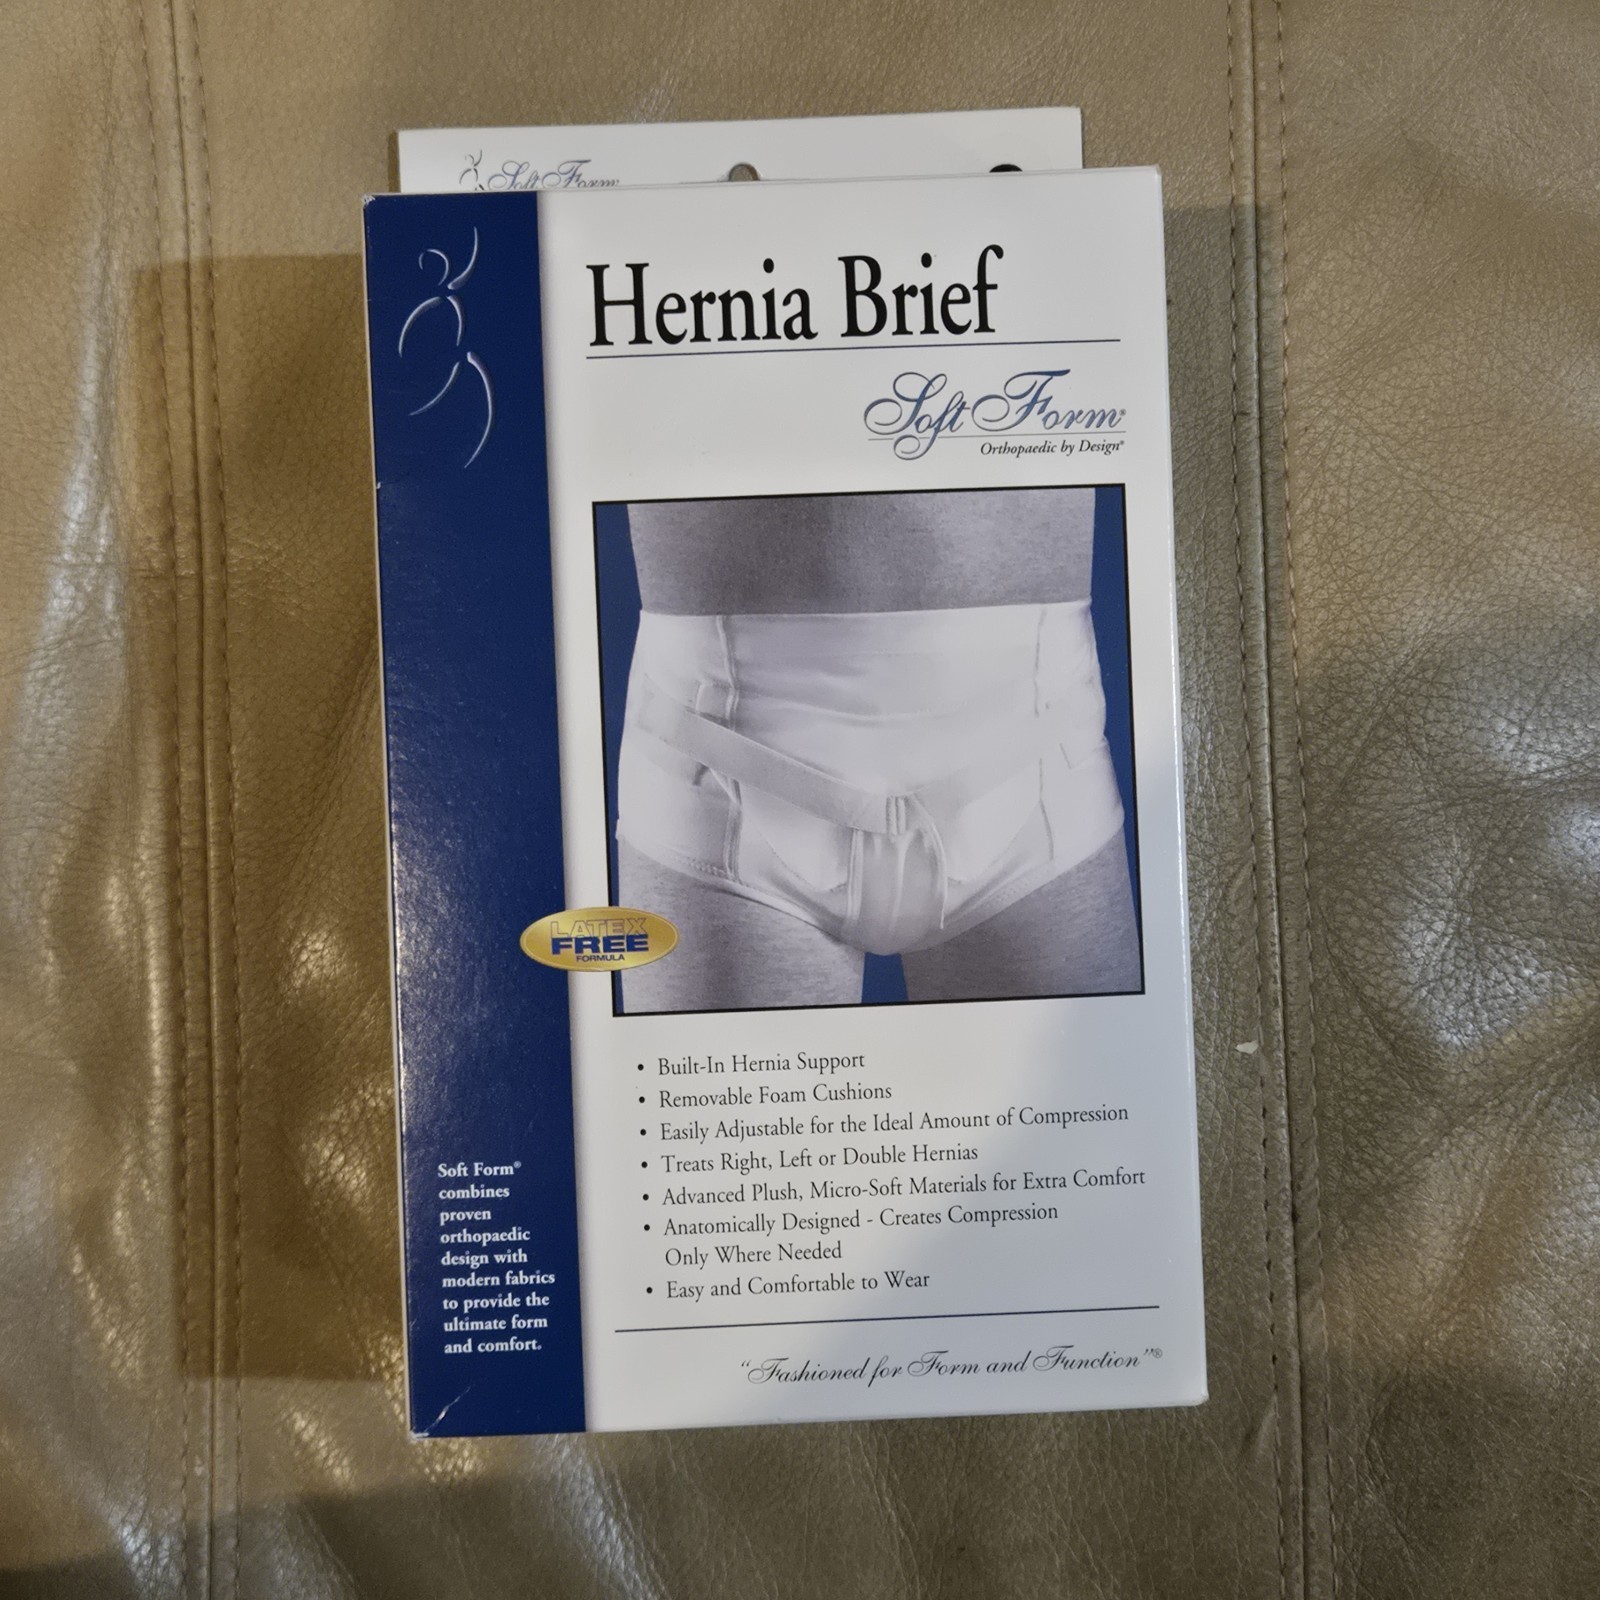 Soft Form
Hernia Brief
Soft Form®
Orthopaedic by Design®
LATEX
FREE
FORMULA
• Built-In Hernia Support
• Removable Foam Cushions
• Easily Adjustable for the Ideal Amount of Compression
• Treats Right, Left or Double Hernias
• Advanced Plush, Micro-Soft Materials for Extra Comfort
• Anatomically Designed - Creates Compression
Only Where Needed
• Easy and Comfortable to Wear
Soft Form®
combines
proven
orthopaedic
design with
modern fabrics
to provide the
ultimate form
and comfort.
"Fashioned for Form and Function"®